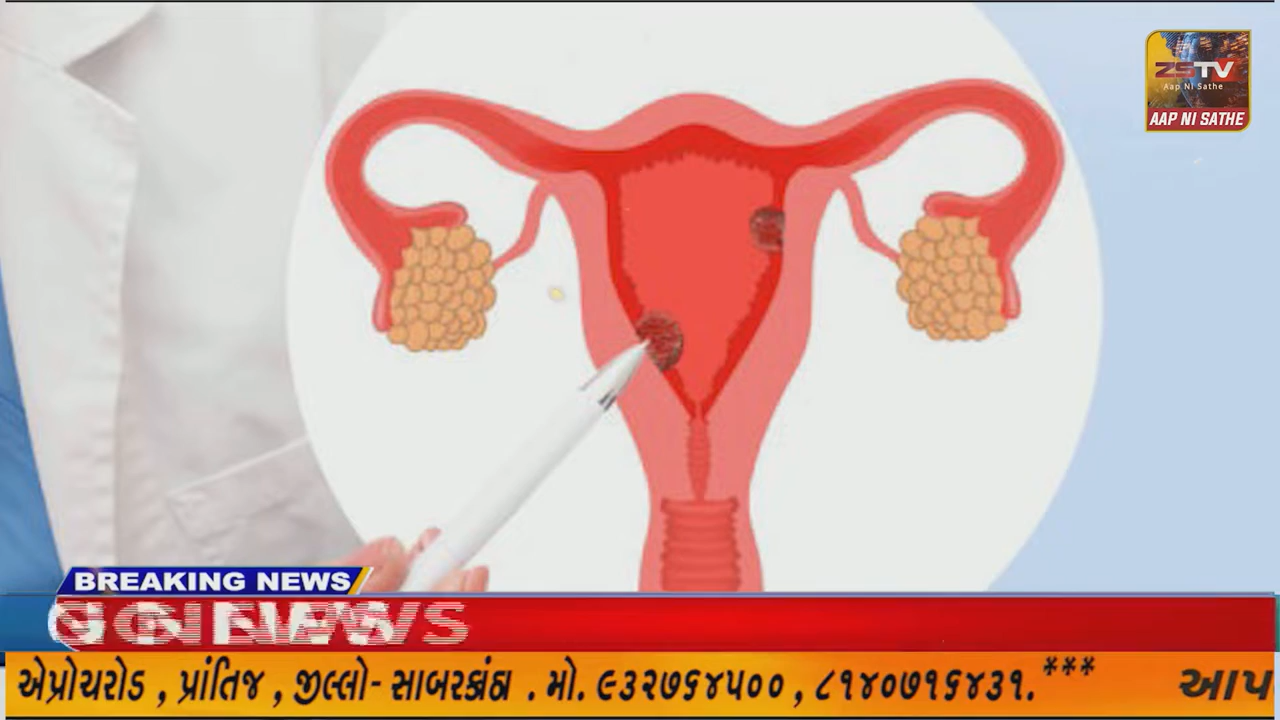 ZSTV
Aap Ni Sathe
AAP NI SATHE
BREAKING NEWS
એપ્રોચરોડ , પ્રાંતિજ , જીલ્લો- સાબરકાંઠા . મો. ૯૩૨૭૬૪૫૦૦ , ૮૧૪૦૭૧૬૪૩૧. *** આપ